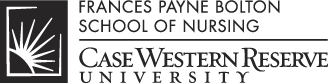 FRANCES PAYNE BOLTON
SCHOOL OF NURSING
CASE WESTERN RESERVE
UNIVERSITY